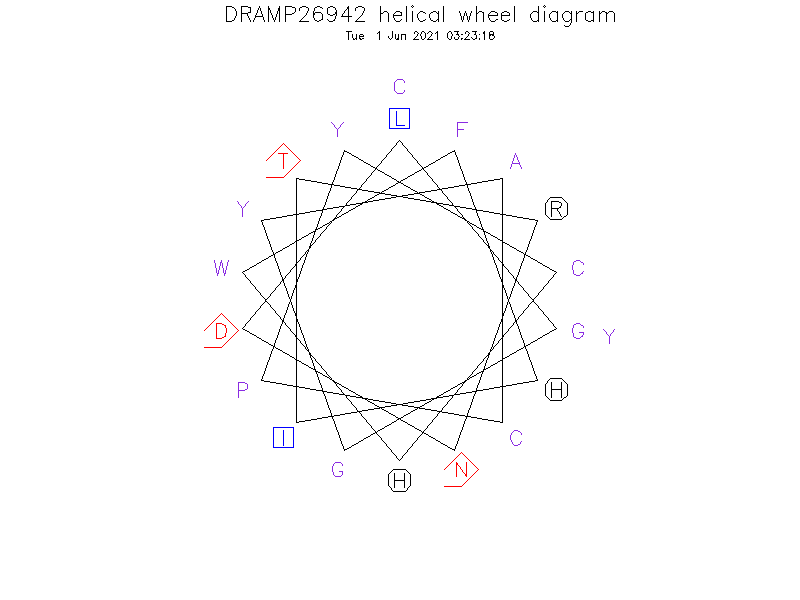 DRAMP26942 helical wheel diagram
Tue 1 Jun 2021 03:23:18
C
L
Y
F
T
A
Y
R
W
C
D
G Y
P
H
I
C
G
N
H